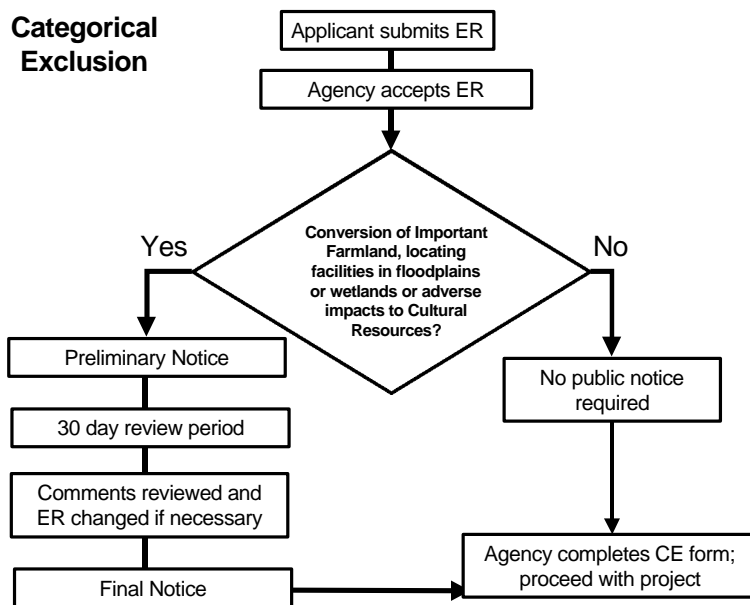 Categorical
Exclusion
Applicant submits ER
Agency accepts ER
Conversion of Important
Farmland, locating
facilities in floodplains
or wetlands or adverse
impacts to Cultural
Resources?
Yes
No
Preliminary Notice
30 day review period
Comments reviewed and
ER changed if necessary
Final Notice
No public notice
required
Agency completes CE form;
proceed with project